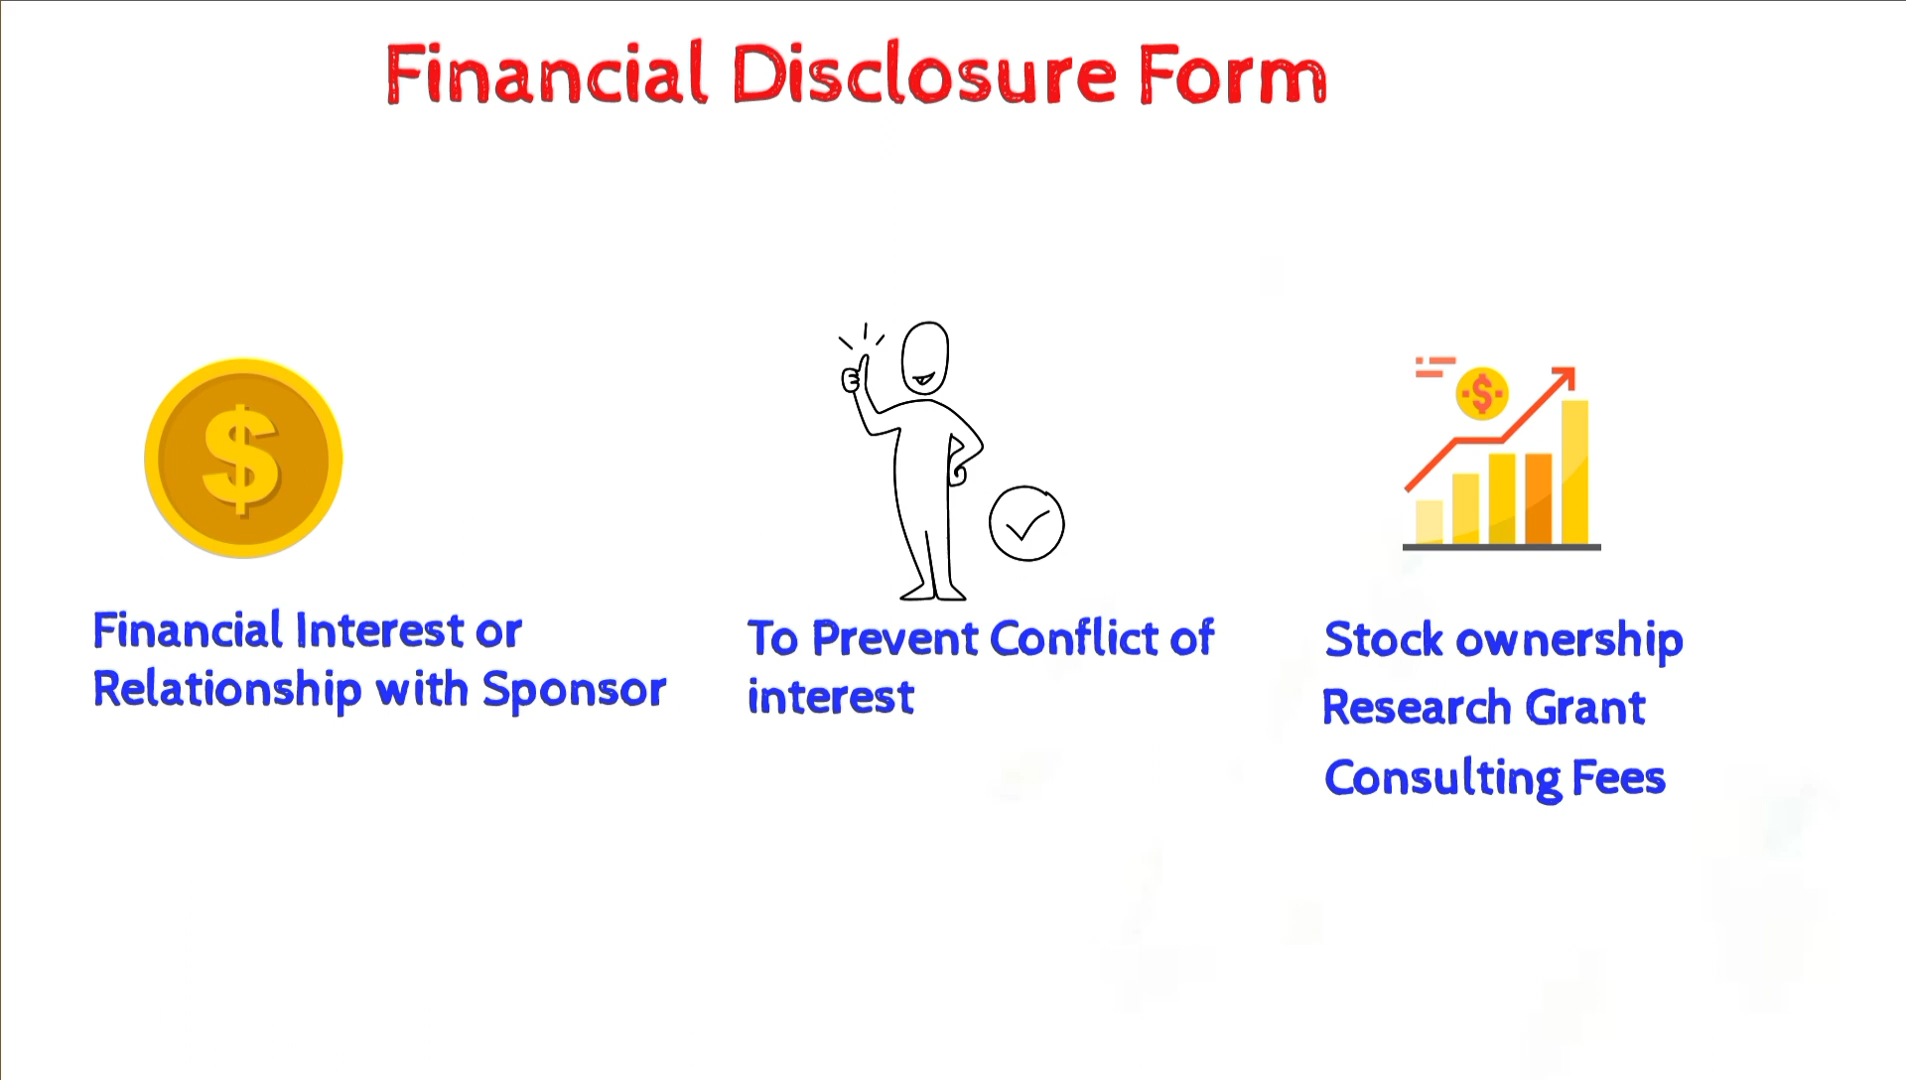 Financial Disclosure Form
Financial Interest or
Relationship with Sponsor
To Prevent Conflict of
interest
Stock ownership
Research Grant
Consulting Fees